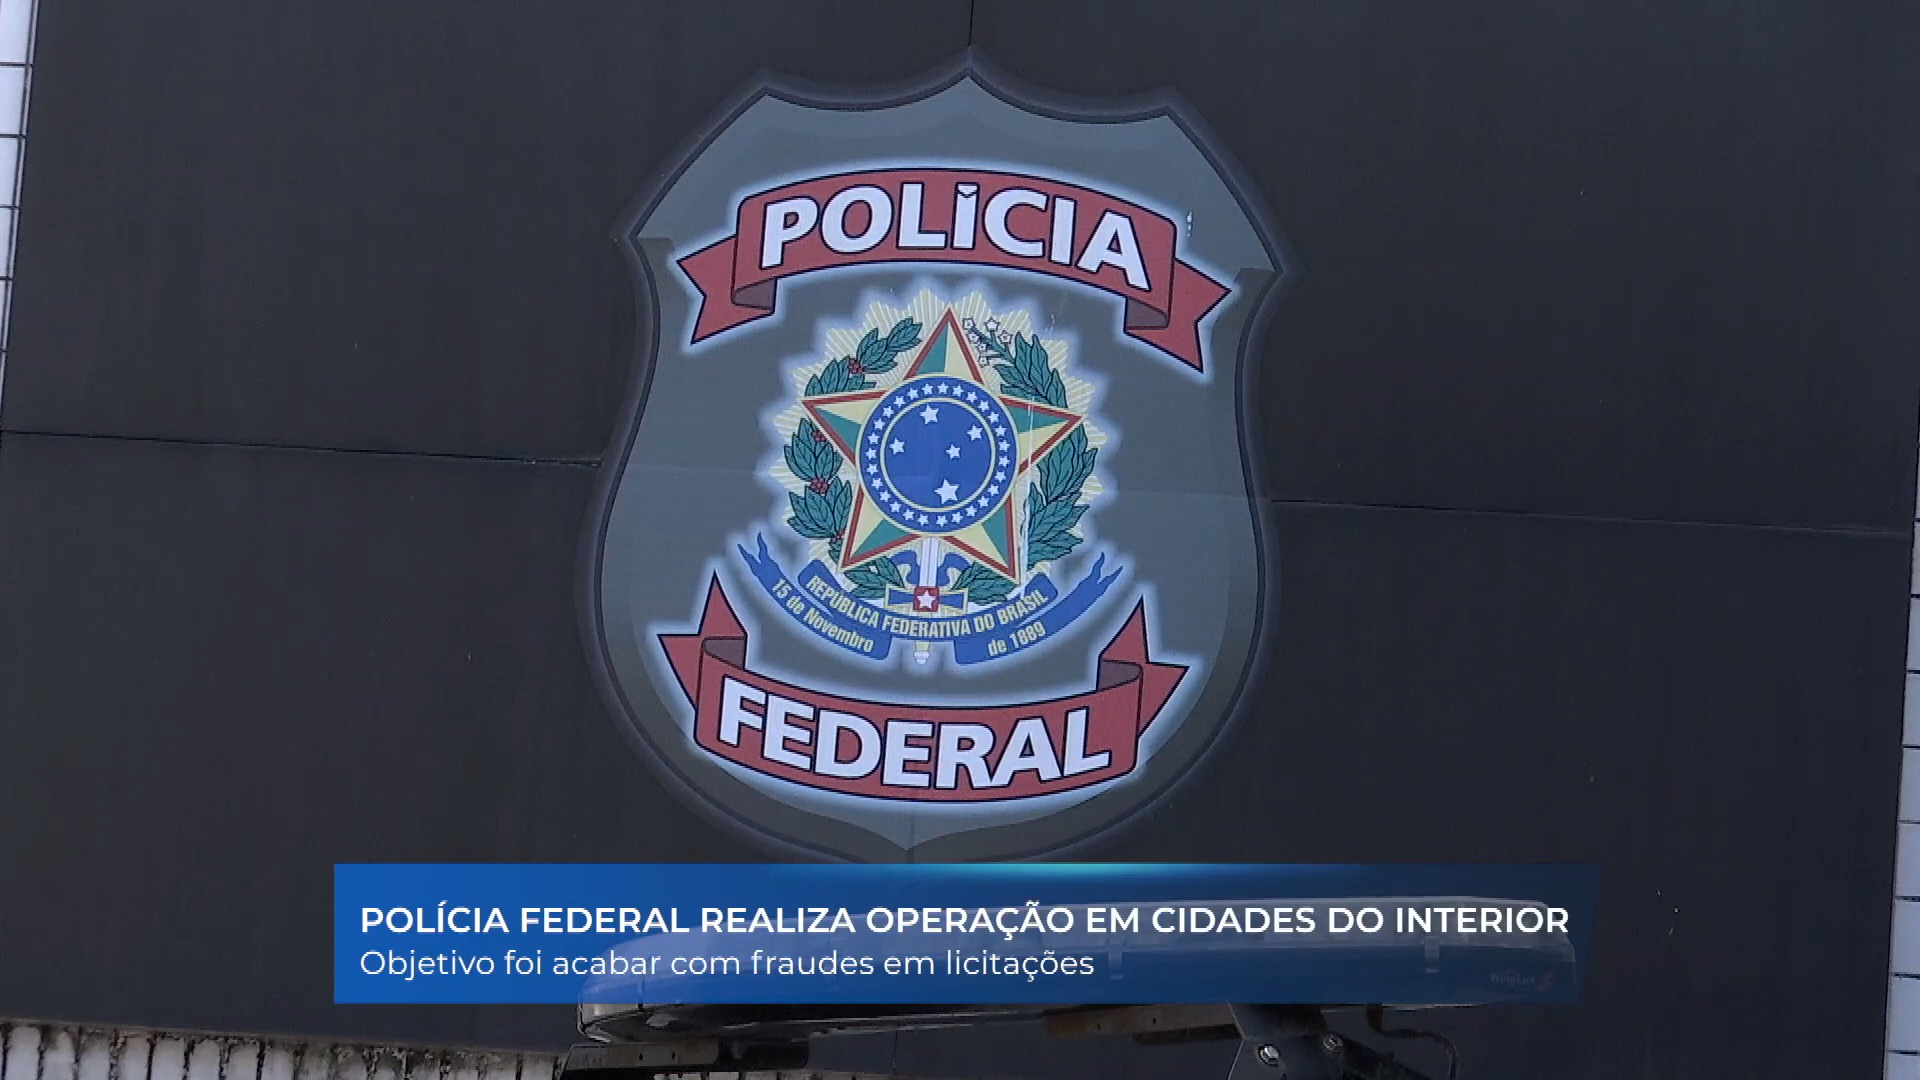 POLÍCIA
REPÚBLICA FEDERATIVA DO BRASIL
15 de Novembro de 1889
FEDERAL
POLÍCIA FEDERAL REALIZA OPERAÇÃO EM CIDADES DO INTERIOR
Objetivo foi acabar com fraudes em licitações